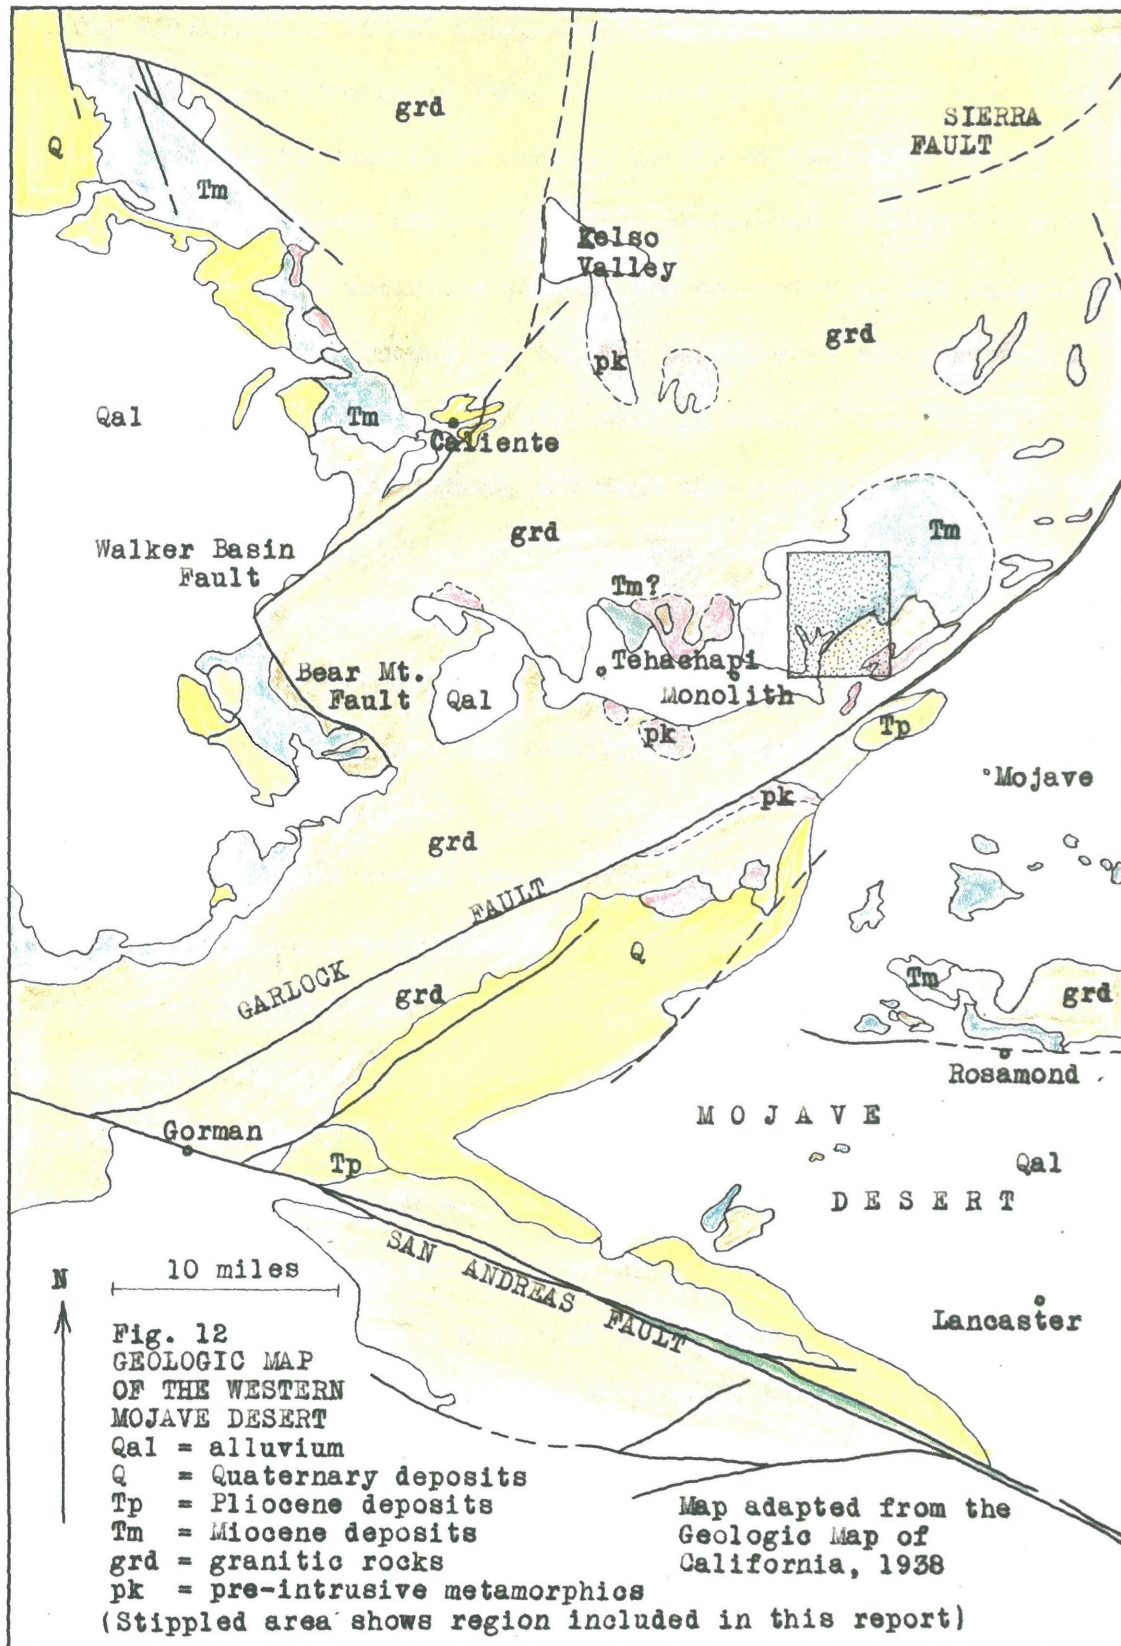 grd
SIERRA
FAULT
Q
Tm
Kelso
Valley
grd
pk
Qal
Tm
Caliente
grd
Tm
Walker Basin
Fault
Tm?
Tehachapi
Monolith
Bear Mt.
Fault
Qal
pk
Tp
Mojave
pk
grd
GARLOCK FAULT
Q
grd
Tm
grd
Rosamond
MOJAVE
DESERT
Gorman
Tp
Qal
SAN ANDREAS FAULT
Lancaster
N
10 miles
Fig. 12
GEOLOGIC MAP
OF THE WESTERN
MOJAVE DESERT
Qal = alluvium
Q = Quaternary deposits
Tp = Pliocene deposits
Tm = Miocene deposits
grd = granitic rocks
pk = pre-intrusive metamorphics
(Stippled area shows region included in this report)
Map adapted from the
Geologic Map of
California, 1938